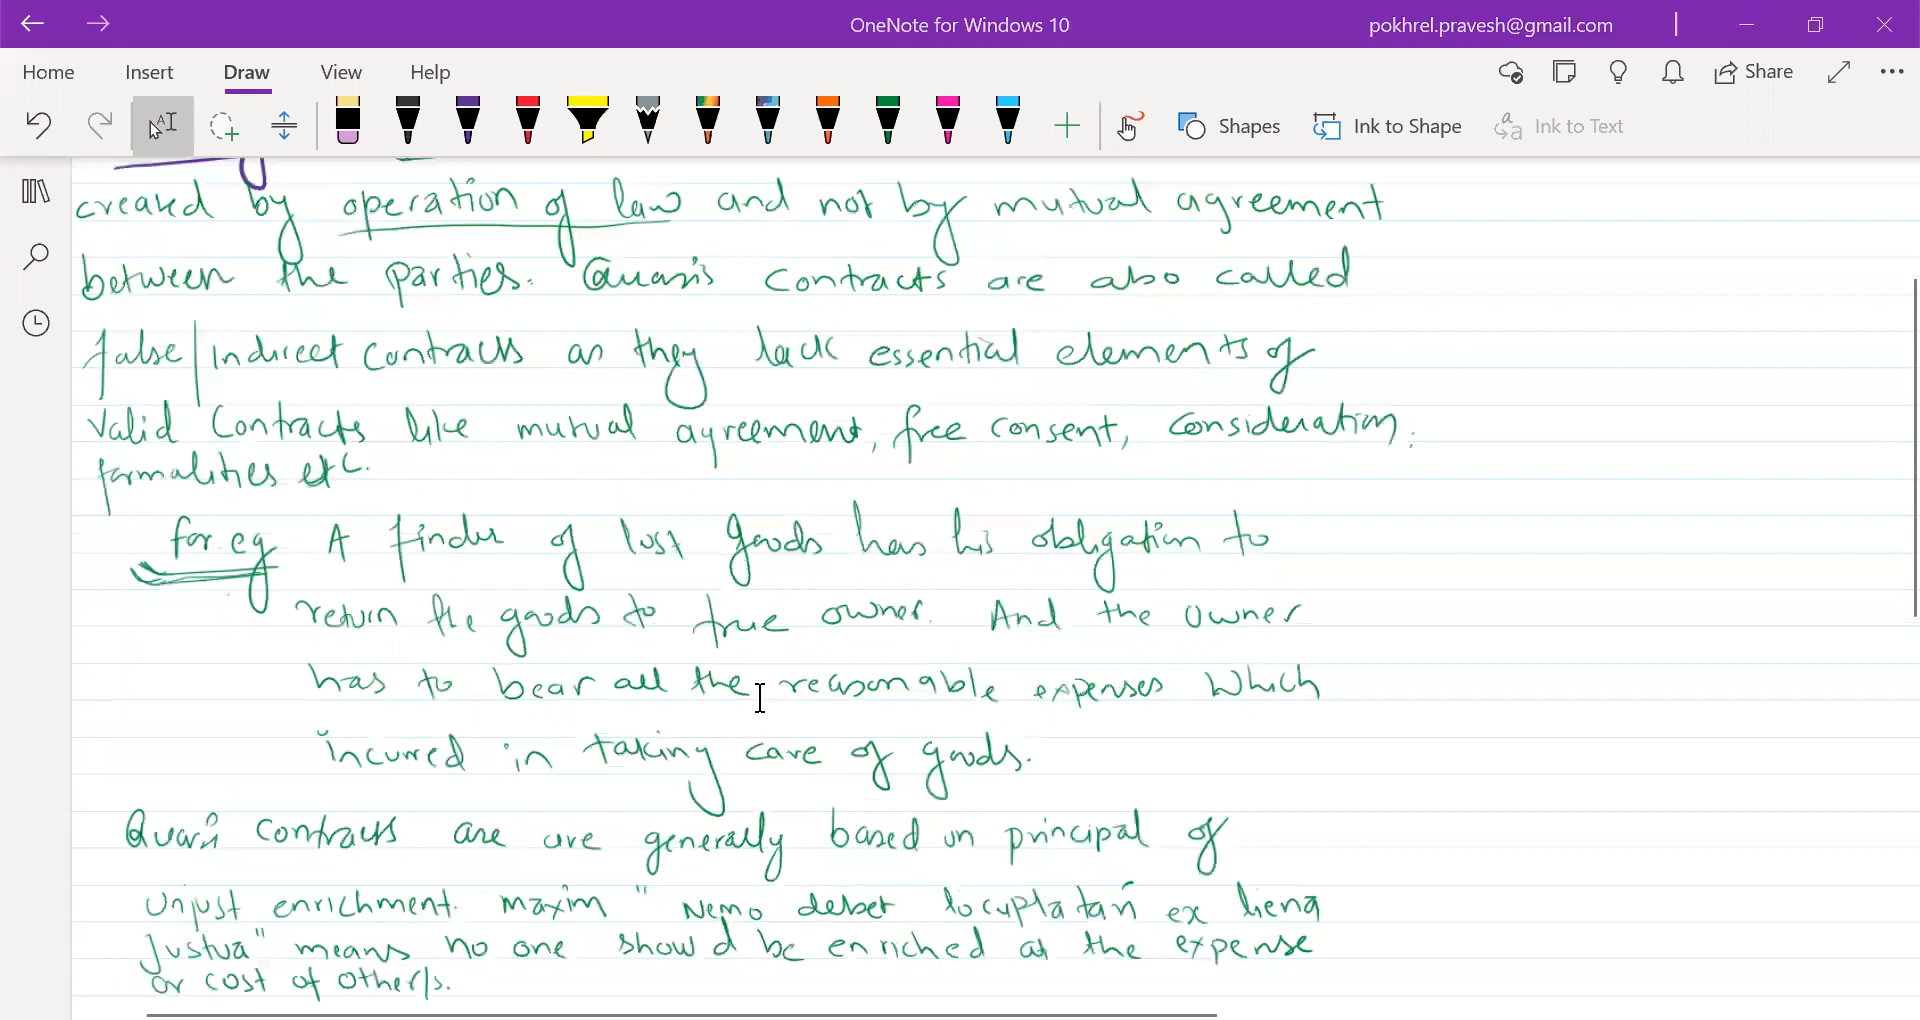 OneNote for Windows 10
pokhrel.pravesh@gmail.com
Home Insert Draw View Help
Share
Shapes Ink to Shape Ink to Text
created by operation of law and not by mutual agreement
between the parties. Quasis contracts are also called
false/indirect contracts as they lack essential elements of
valid contracts like mutual agreement, free consent, consideration,
formalities etc.
for eg A finder of lost goods has his obligation to
return the goods to true owner. And the owner
has to bear all the reasonable expenses which
incurred in taking care of goods.
Quasi contracts are are generally based on principal of
unjust enrichment. maxim "Nemo debet locuplatari ex liena
Justua" means no one should be enriched at the expense
or cost of other/s.